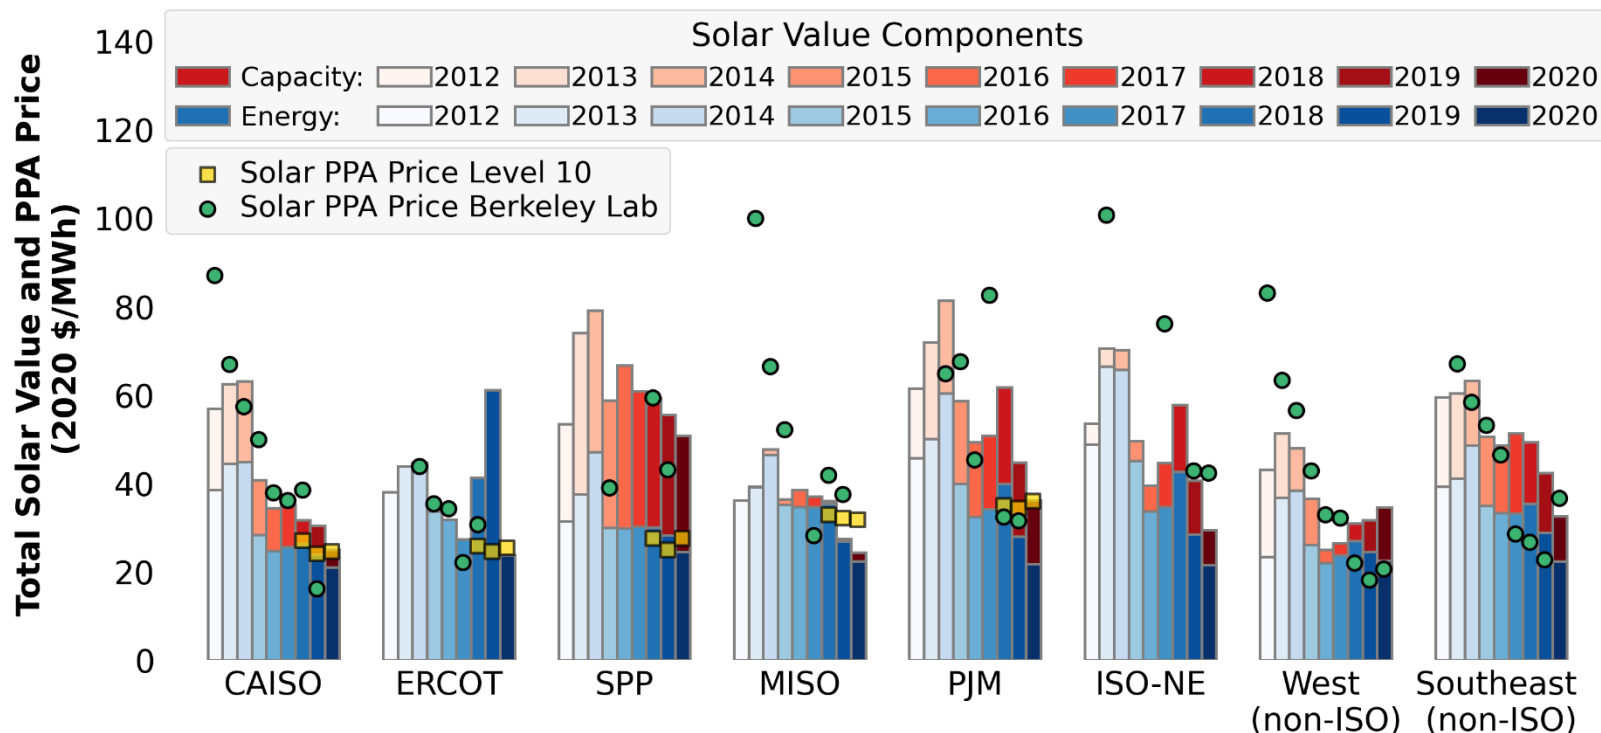 Total Solar Value and PPA Price
(2020 $/MWh)
140
120
100
80
60
40
20
0
Solar Value Components
Capacity: 2012 2013 2014 2015 2016 2017 2018 2019 2020
Energy: 2012 2013 2014 2015 2016 2017 2018 2019 2020
Solar PPA Price Level 10
Solar PPA Price Berkeley Lab
CAISO ERCOT SPP MISO PJM ISO-NE West Southeast
(non-ISO) (non-ISO)